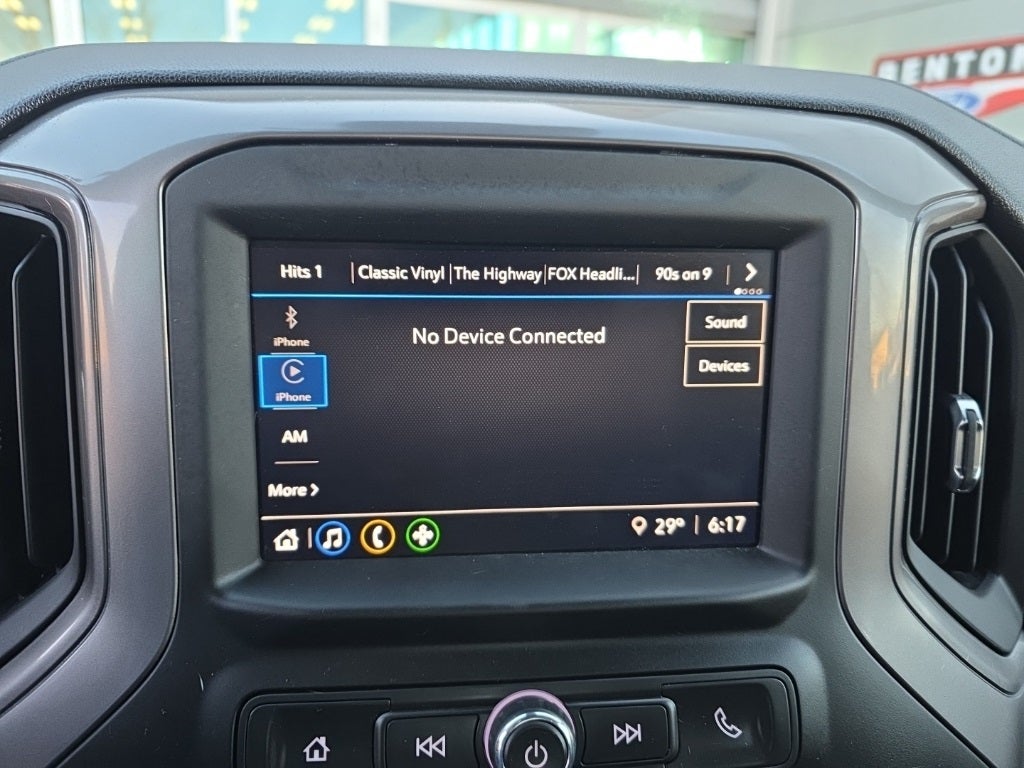 BENTON
Hits 1 Classic Vinyl The Highway FOX Headli... 90s on 9
iPhone
No Device Connected
Sound
Devices
iPhone
AM
More
29° 6:17